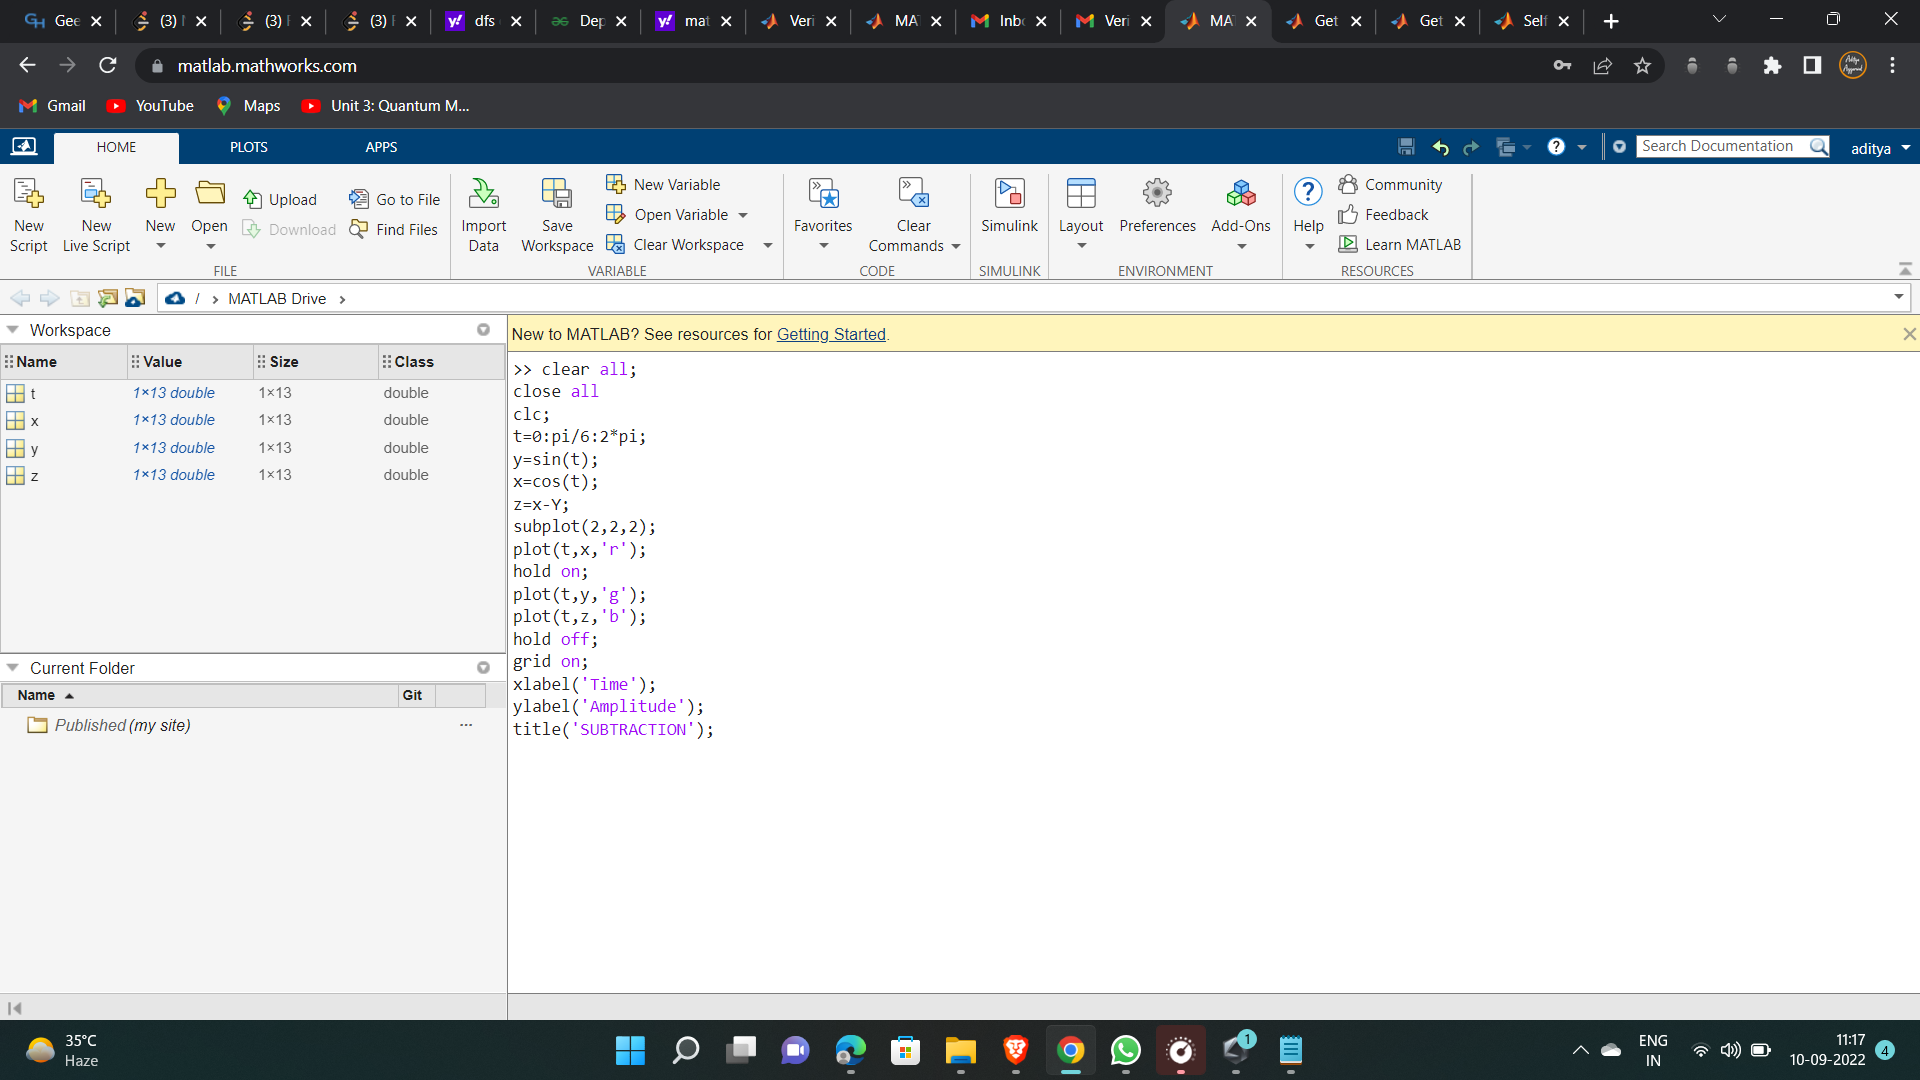 Gee
(3)
(3)
(3)
dfs
Dep
mat
Veri
MA
Inb
Veri
MA
Get
Get
Self
matlab.mathworks.com
Gmail
YouTube
Maps
Unit 3: Quantum M...
HOME
PLOTS
APPS
Search Documentation
aditya
New Script
New Live Script
New
Open
Upload
Download
Go to File
Find Files
FILE
Import Data
Save Workspace
New Variable
Open Variable
Clear Workspace
VARIABLE
Favorites
Clear Commands
CODE
Simulink
SIMULINK
Layout
Preferences
Add-Ons
ENVIRONMENT
Help
Community
Feedback
Learn MATLAB
RESOURCES
/ › MATLAB Drive ›
Workspace
Name Value Size Class
t 1×13 double 1×13 double
x 1×13 double 1×13 double
y 1×13 double 1×13 double
z 1×13 double 1×13 double
Current Folder
Name Git
Published (my site)
New to MATLAB? See resources for Getting Started.
>> clear all;
close all
clc;
t=0:pi/6:2*pi;
y=sin(t);
x=cos(t);
z=x-Y;
subplot(2,2,2);
plot(t,x,'r');
hold on;
plot(t,y,'g');
plot(t,z,'b');
hold off;
grid on;
xlabel('Time');
ylabel('Amplitude');
title('SUBTRACTION');
35°C
Haze
1
ENG
IN
11:17
10-09-2022
4